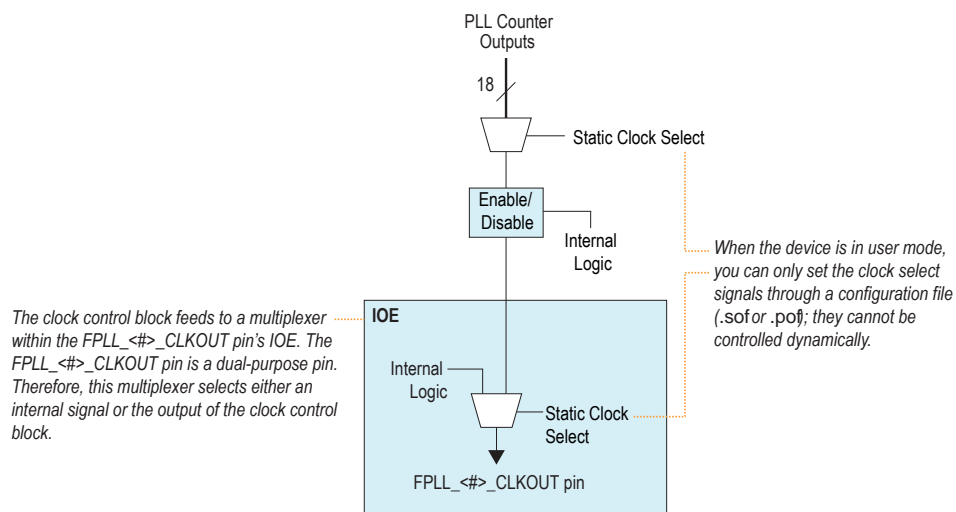 PLL Counter
Outputs
18
Static Clock Select
Enable/
Disable
Internal
Logic
When the device is in user mode,
you can only set the clock select
signals through a configuration file
(.sof or .pof); they cannot be
controlled dynamically.
The clock control block feeds to a multiplexer
within the FPLL_<#>_CLKOUT pin's IOE. The
FPLL_<#>_CLKOUT pin is a dual-purpose pin.
Therefore, this multiplexer selects either an
internal signal or the output of the clock control
block.
IOE
Internal
Logic
Static Clock
Select
FPLL_<#>_CLKOUT pin